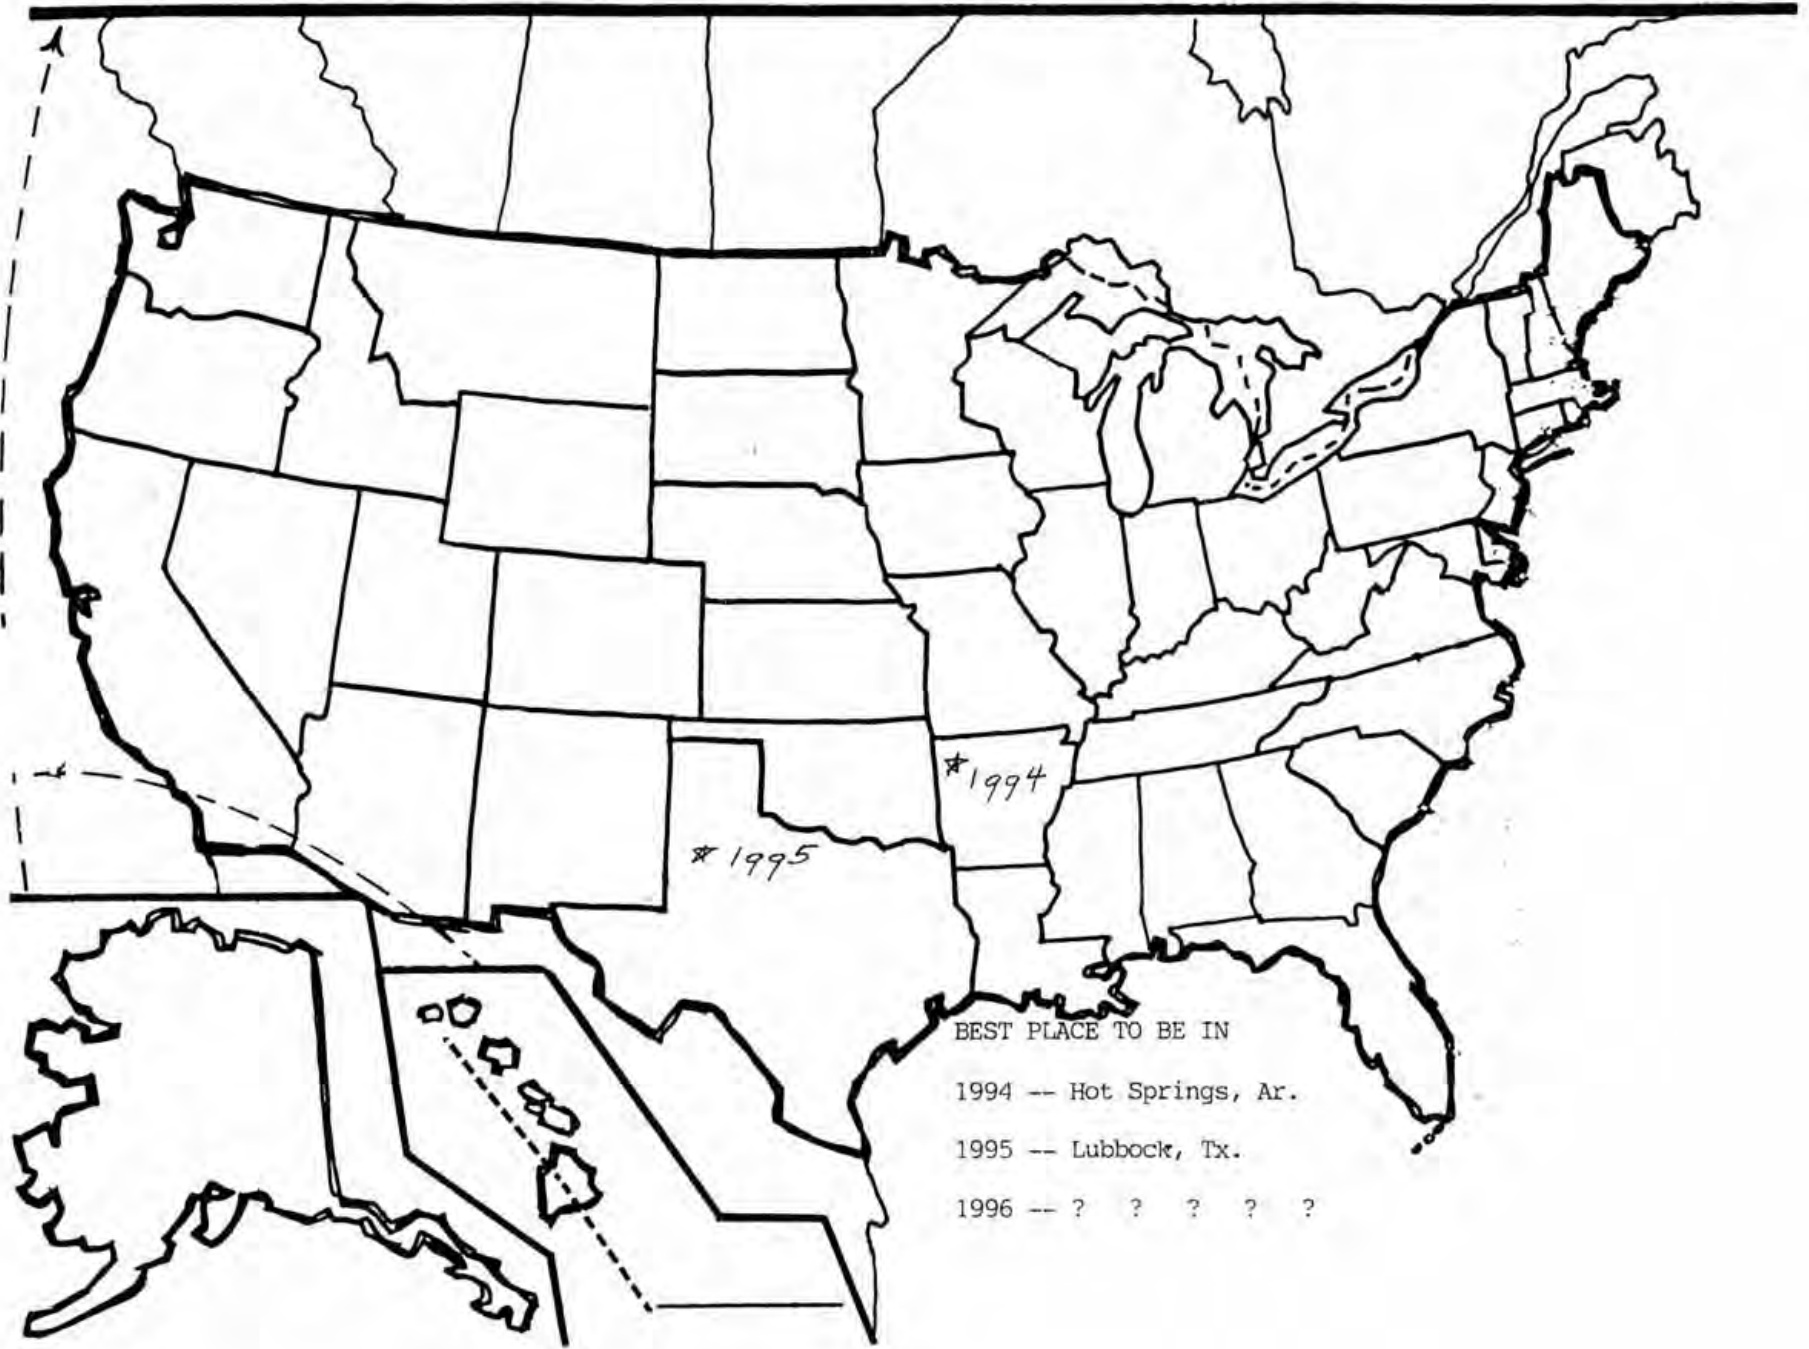 * 1994
* 1995
BEST PLACE TO BE IN
1994 -- Hot Springs, Ar.
1995 -- Lubbock, Tx.
1996 -- ? ? ? ? ?